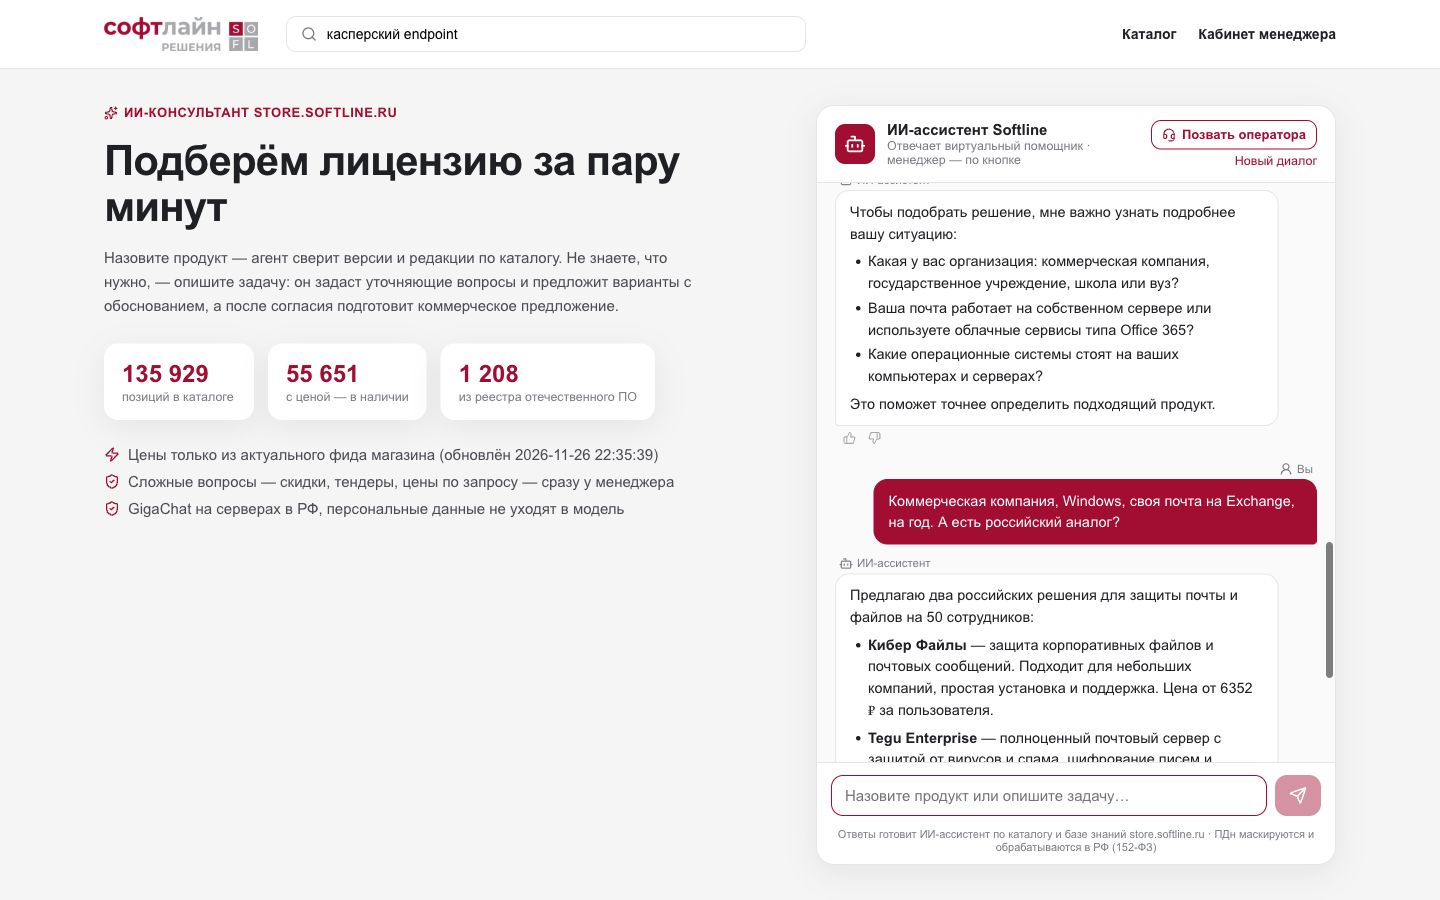 софтлайн
РЕШЕНИЯ
S O
F L
касперский endpoint
Каталог
Кабинет менеджера
ИИ-КОНСУЛЬТАНТ STORE.SOFTLINE.RU
Подберём лицензию за пару
минут
Назовите продукт — агент сверит версии и редакции по каталогу. Не знаете, что
нужно, — опишите задачу: он задаст уточняющие вопросы и предложит варианты с
обоснованием, а после согласия подготовит коммерческое предложение.
135 929
позиций в каталоге
55 651
с ценой — в наличии
1 208
из реестра отечественного ПО
Цены только из актуального фида магазина (обновлён 2026-11-26 22:35:39)
Сложные вопросы — скидки, тендеры, цены по запросу — сразу у менеджера
GigaChat на серверах в РФ, персональные данные не уходят в модель
ИИ-ассистент Softline
Отвечает виртуальный помощник ·
менеджер — по кнопке
Позвать оператора
Новый диалог
Чтобы подобрать решение, мне важно узнать подробнее
вашу ситуацию:
• Какая у вас организация: коммерческая компания,
государственное учреждение, школа или вуз?
• Ваша почта работает на собственном сервере или
используете облачные сервисы типа Office 365?
• Какие операционные системы стоят на ваших
компьютерах и серверах?
Это поможет точнее определить подходящий продукт.
Вы
Коммерческая компания, Windows, своя почта на Exchange,
на год. А есть российский аналог?
ИИ-ассистент
Предлагаю два российских решения для защиты почты и
файлов на 50 сотрудников:
• Кибер Файлы — защита корпоративных файлов и
почтовых сообщений. Подходит для небольших
компаний, простая установка и поддержка. Цена от 6352
₽ за пользователя.
• Tegu Enterprise — полноценный почтовый сервер с
защитой от вирусов и спама, шифрование писем и
Назовите продукт или опишите задачу…
Ответы готовит ИИ-ассистент по каталогу и базе знаний store.softline.ru · ПДн маскируются и
обрабатываются в РФ (152-ФЗ)